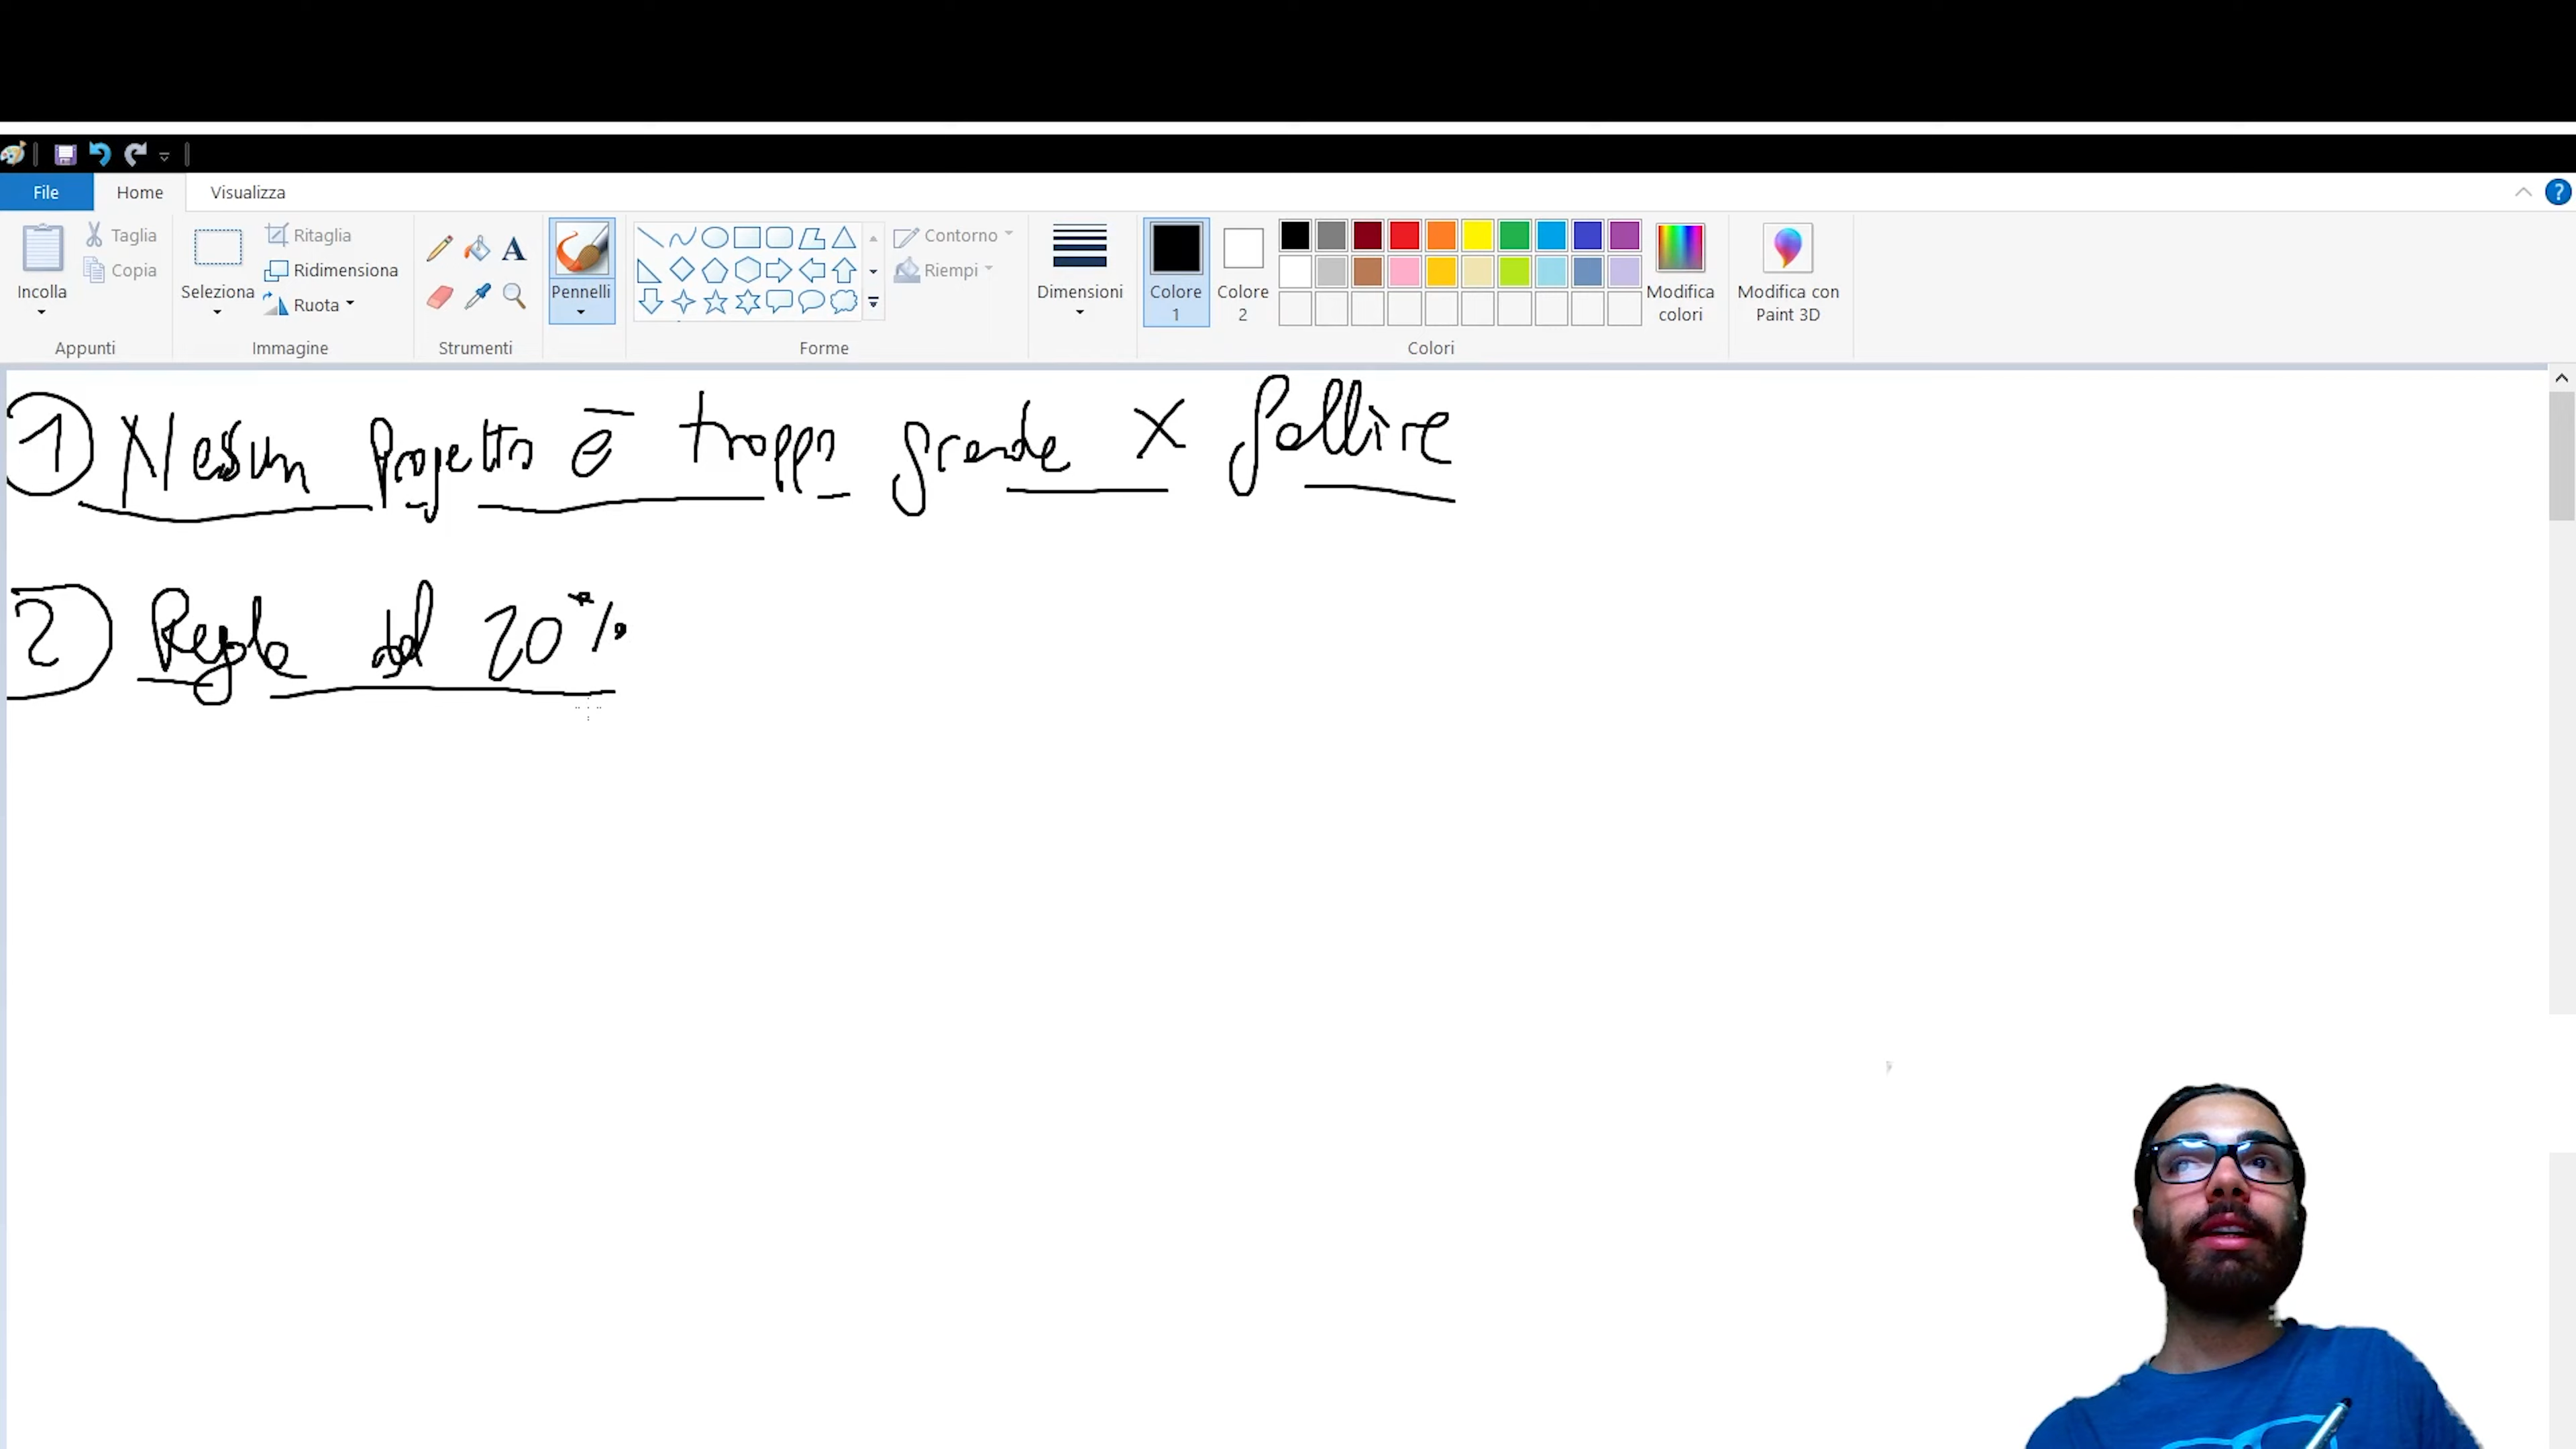 File Home Visualizza
Taglia Ritaglia Contorno
Copia Ridimensiona Riempi
Incolla Seleziona Ruota Pennelli Dimensioni Colore 1 Colore 2 Modifica colori Modifica con Paint 3D
Appunti Immagine Strumenti Forme Colori
1 Nessun Progetto è troppo grande X fallire
2 Regola del 20%